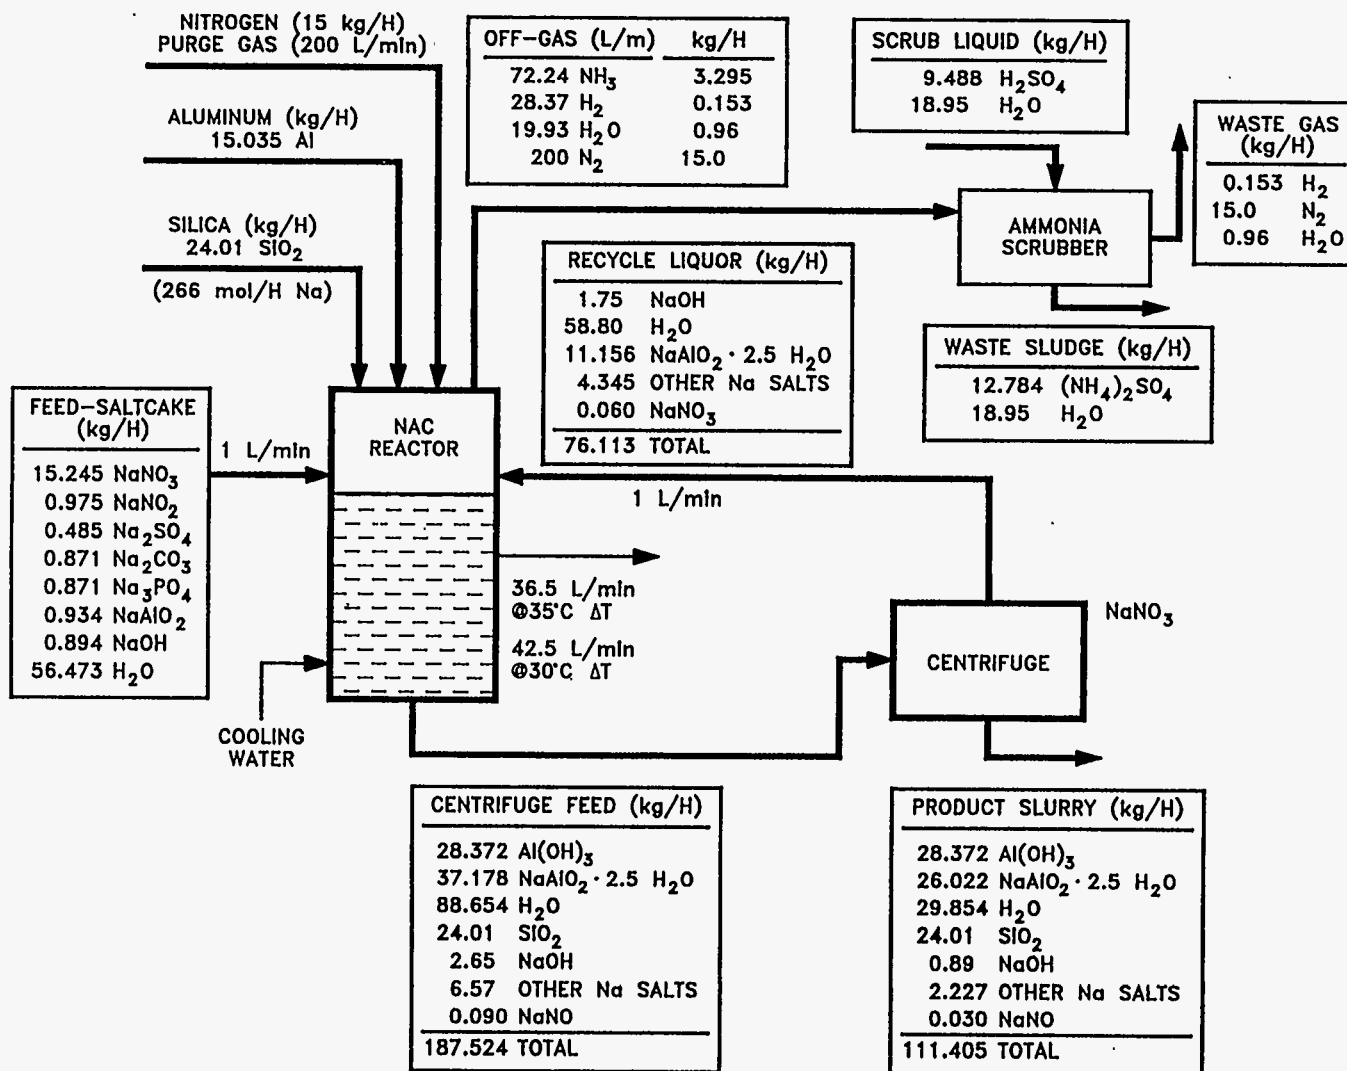 NITROGEN (15 kg/H)
PURGE GAS (200 L/min)
ALUMINUM (kg/H)
15.035 Al
SILICA (kg/H)
24.01 SiO2
(266 mol/H Na)
OFF-GAS (L/m) kg/H
72.24 NH3 3.295
28.37 H2 0.153
19.93 H2O 0.96
200 N2 15.0
SCRUB LIQUID (kg/H)
9.488 H2SO4
18.95 H2O
WASTE GAS
(kg/H)
0.153 H2
15.0 N2
0.96 H2O
AMMONIA
SCRUBBER
WASTE SLUDGE (kg/H)
12.784 (NH4)2SO4
18.95 H2O
RECYCLE LIQUOR (kg/H)
1.75 NaOH
58.80 H2O
11.156 NaAlO2 · 2.5 H2O
4.345 OTHER Na SALTS
0.060 NaNO3
76.113 TOTAL
1 L/min
FEED-SALTCAKE
(kg/H)
15.245 NaNO3
0.975 NaNO2
0.485 Na2SO4
0.871 Na2CO3
0.871 Na3PO4
0.934 NaAlO2
0.894 NaOH
56.473 H2O
1 L/min
NAC
REACTOR
36.5 L/min
@35°C ΔT
42.5 L/min
@30°C ΔT
COOLING
WATER
CENTRIFUGE
NaNO3
CENTRIFUGE FEED (kg/H)
28.372 Al(OH)3
37.178 NaAlO2 · 2.5 H2O
88.654 H2O
24.01 SiO2
2.65 NaOH
6.57 OTHER Na SALTS
0.090 NaNO
187.524 TOTAL
PRODUCT SLURRY (kg/H)
28.372 Al(OH)3
26.022 NaAlO2 · 2.5 H2O
29.854 H2O
24.01 SiO2
0.89 NaOH
2.227 OTHER Na SALTS
0.030 NaNO
111.405 TOTAL